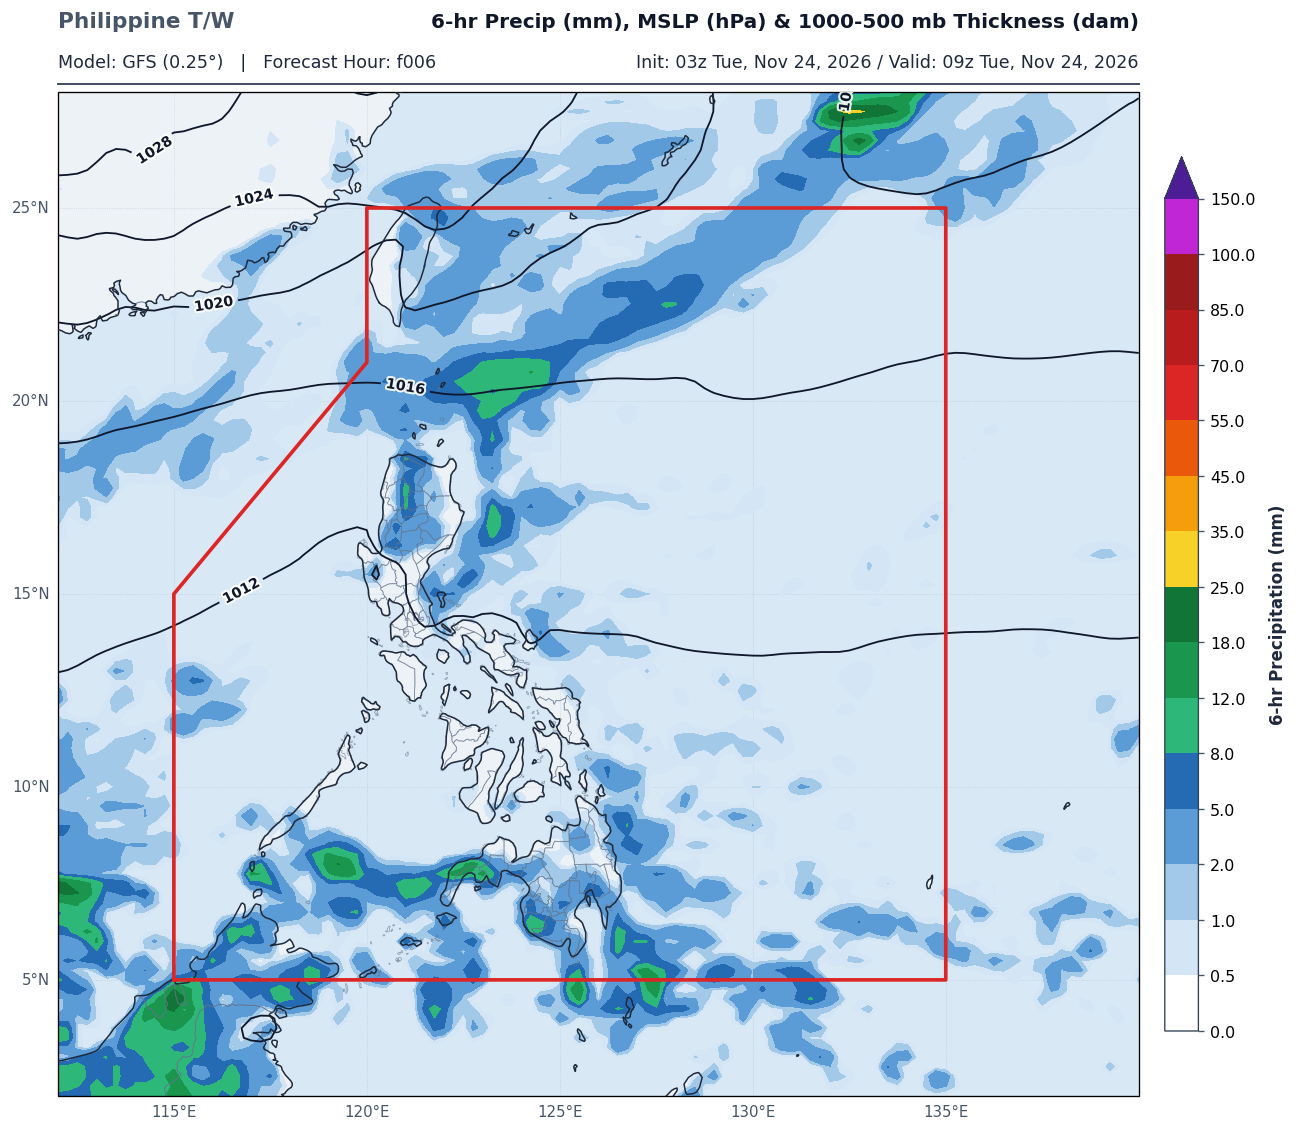 Philippine T/W
6-hr Precip (mm), MSLP (hPa) & 1000-500 mb Thickness (dam)
Model: GFS (0.25°) | Forecast Hour: f006
Init: 03z Tue, Nov 24, 2026 / Valid: 09z Tue, Nov 24, 2026
10
1028
1024
1020
1016
1012
25°N
20°N
15°N
10°N
5°N
115°E
120°E
125°E
130°E
135°E
150.0
100.0
85.0
70.0
55.0
45.0
35.0
25.0
18.0
12.0
8.0
5.0
2.0
1.0
0.5
0.0
6-hr Precipitation (mm)